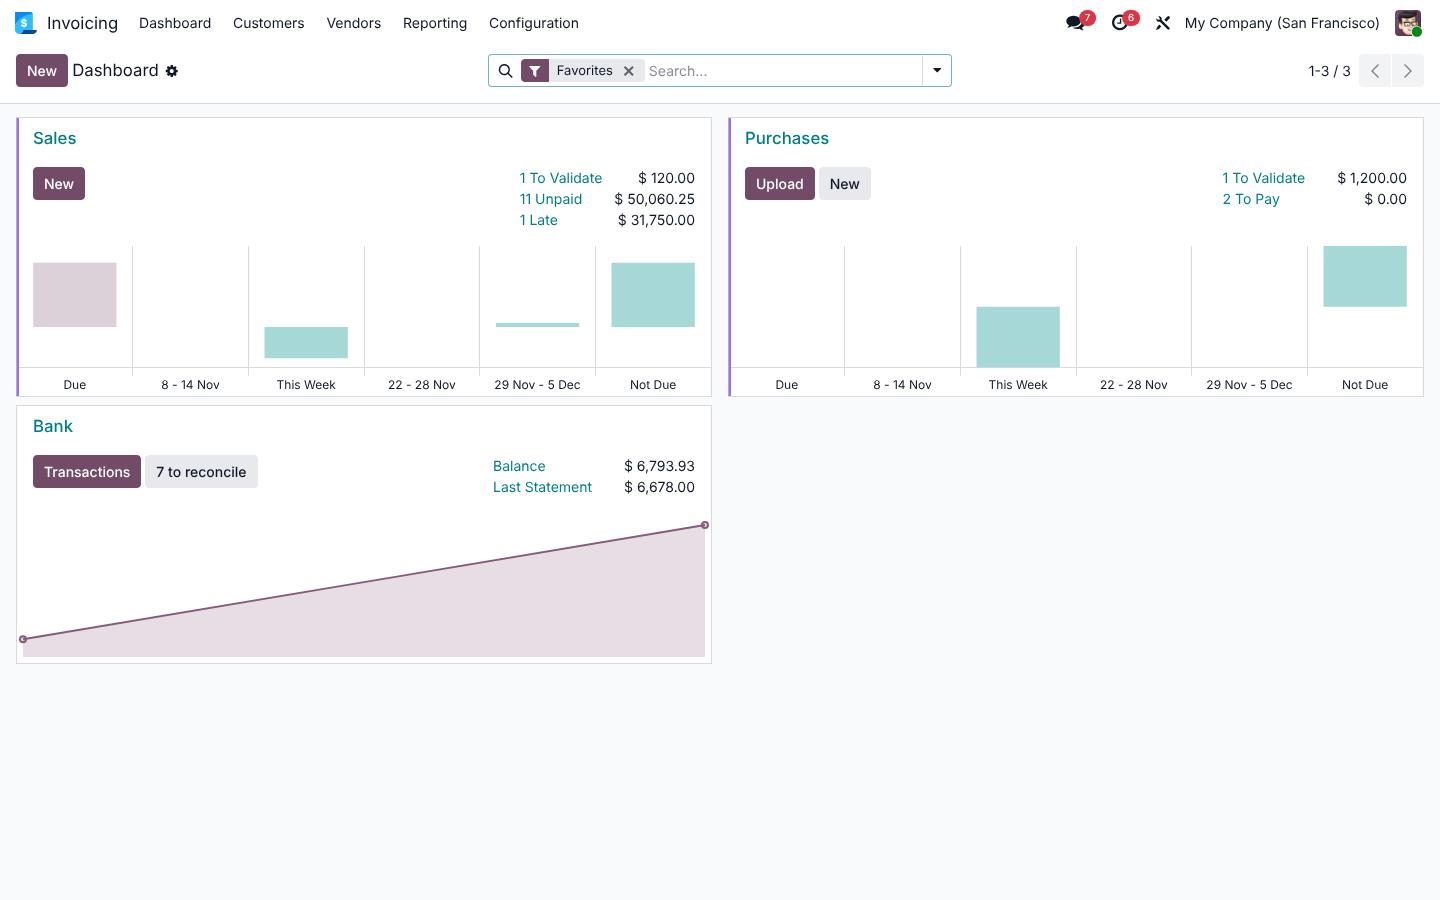 Invoicing Dashboard Customers Vendors Reporting Configuration 7 6 My Company (San Francisco)
New Dashboard Favorites Search... 1-3 / 3
Sales
New
1 To Validate $ 120.00
11 Unpaid $ 50,060.25
1 Late $ 31,750.00
Due 8 - 14 Nov This Week 22 - 28 Nov 29 Nov - 5 Dec Not Due
Purchases
Upload New
1 To Validate $ 1,200.00
2 To Pay $ 0.00
Due 8 - 14 Nov This Week 22 - 28 Nov 29 Nov - 5 Dec Not Due
Bank
Transactions 7 to reconcile
Balance $ 6,793.93
Last Statement $ 6,678.00